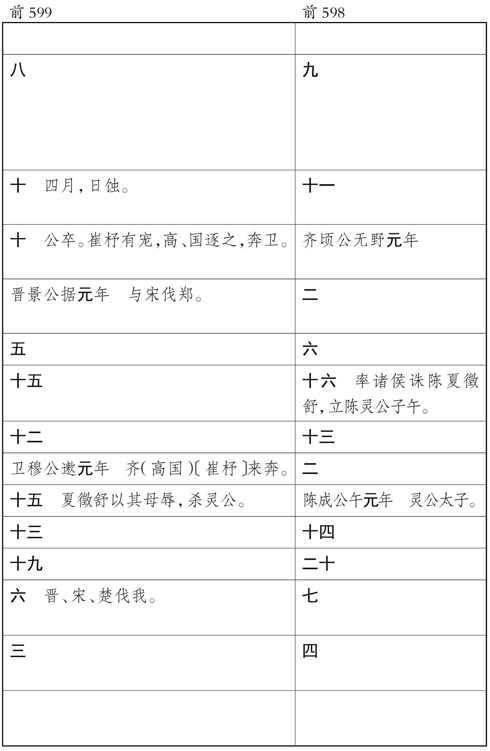 前 599 前 598
八 九
十 四月，日蚀。 十一
十 公卒。崔杼有宠，高、国逐之，奔卫。 齐顷公无野元年
晋景公据元年 与宋伐郑。 二
五 六
十五 十六 率诸侯诛陈夏徵
舒，立陈灵公子午。
十二 十三
卫穆公遬元年 齐（高国）〔崔杼〕来奔。 二
十五 夏徵舒以其母辱，杀灵公。 陈成公午元年 灵公太子。
十三 十四
十九 二十
六 晋、宋、楚伐我。 七
三 四